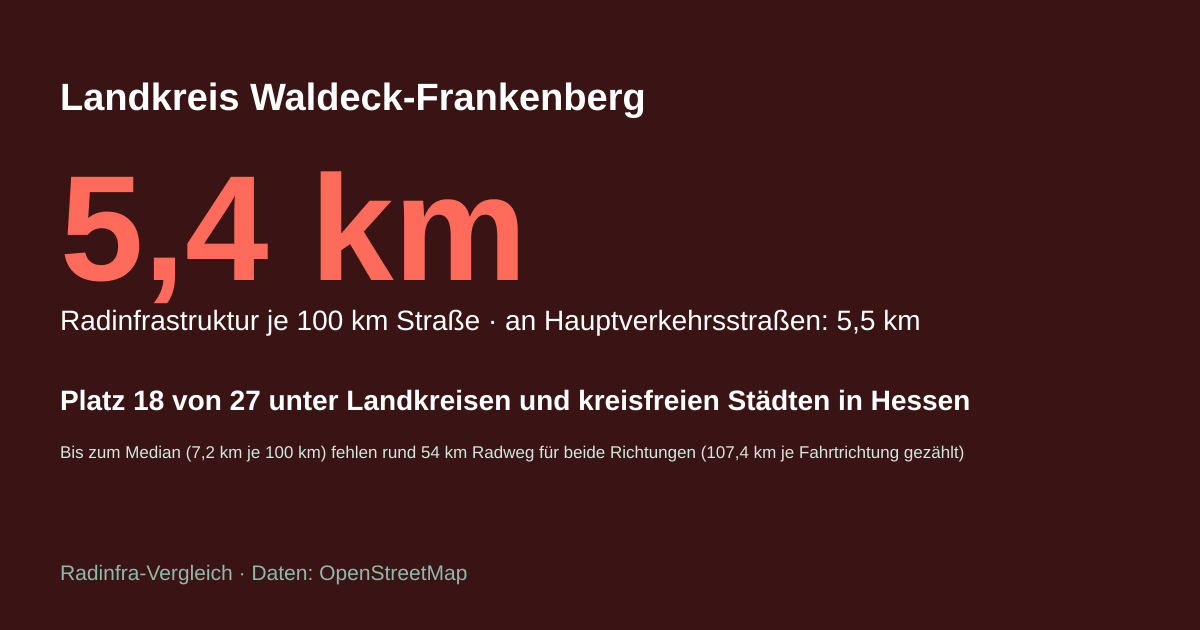 Landkreis Waldeck-Frankenberg
5,4 km
Radinfrastruktur je 100 km Straße · an Hauptverkehrsstraßen: 5,5 km
Platz 18 von 27 unter Landkreisen und kreisfreien Städten in Hessen
Bis zum Median (7,2 km je 100 km) fehlen rund 54 km Radweg für beide Richtungen (107,4 km je Fahrtrichtung gezählt)
Radinfra-Vergleich · Daten: OpenStreetMap